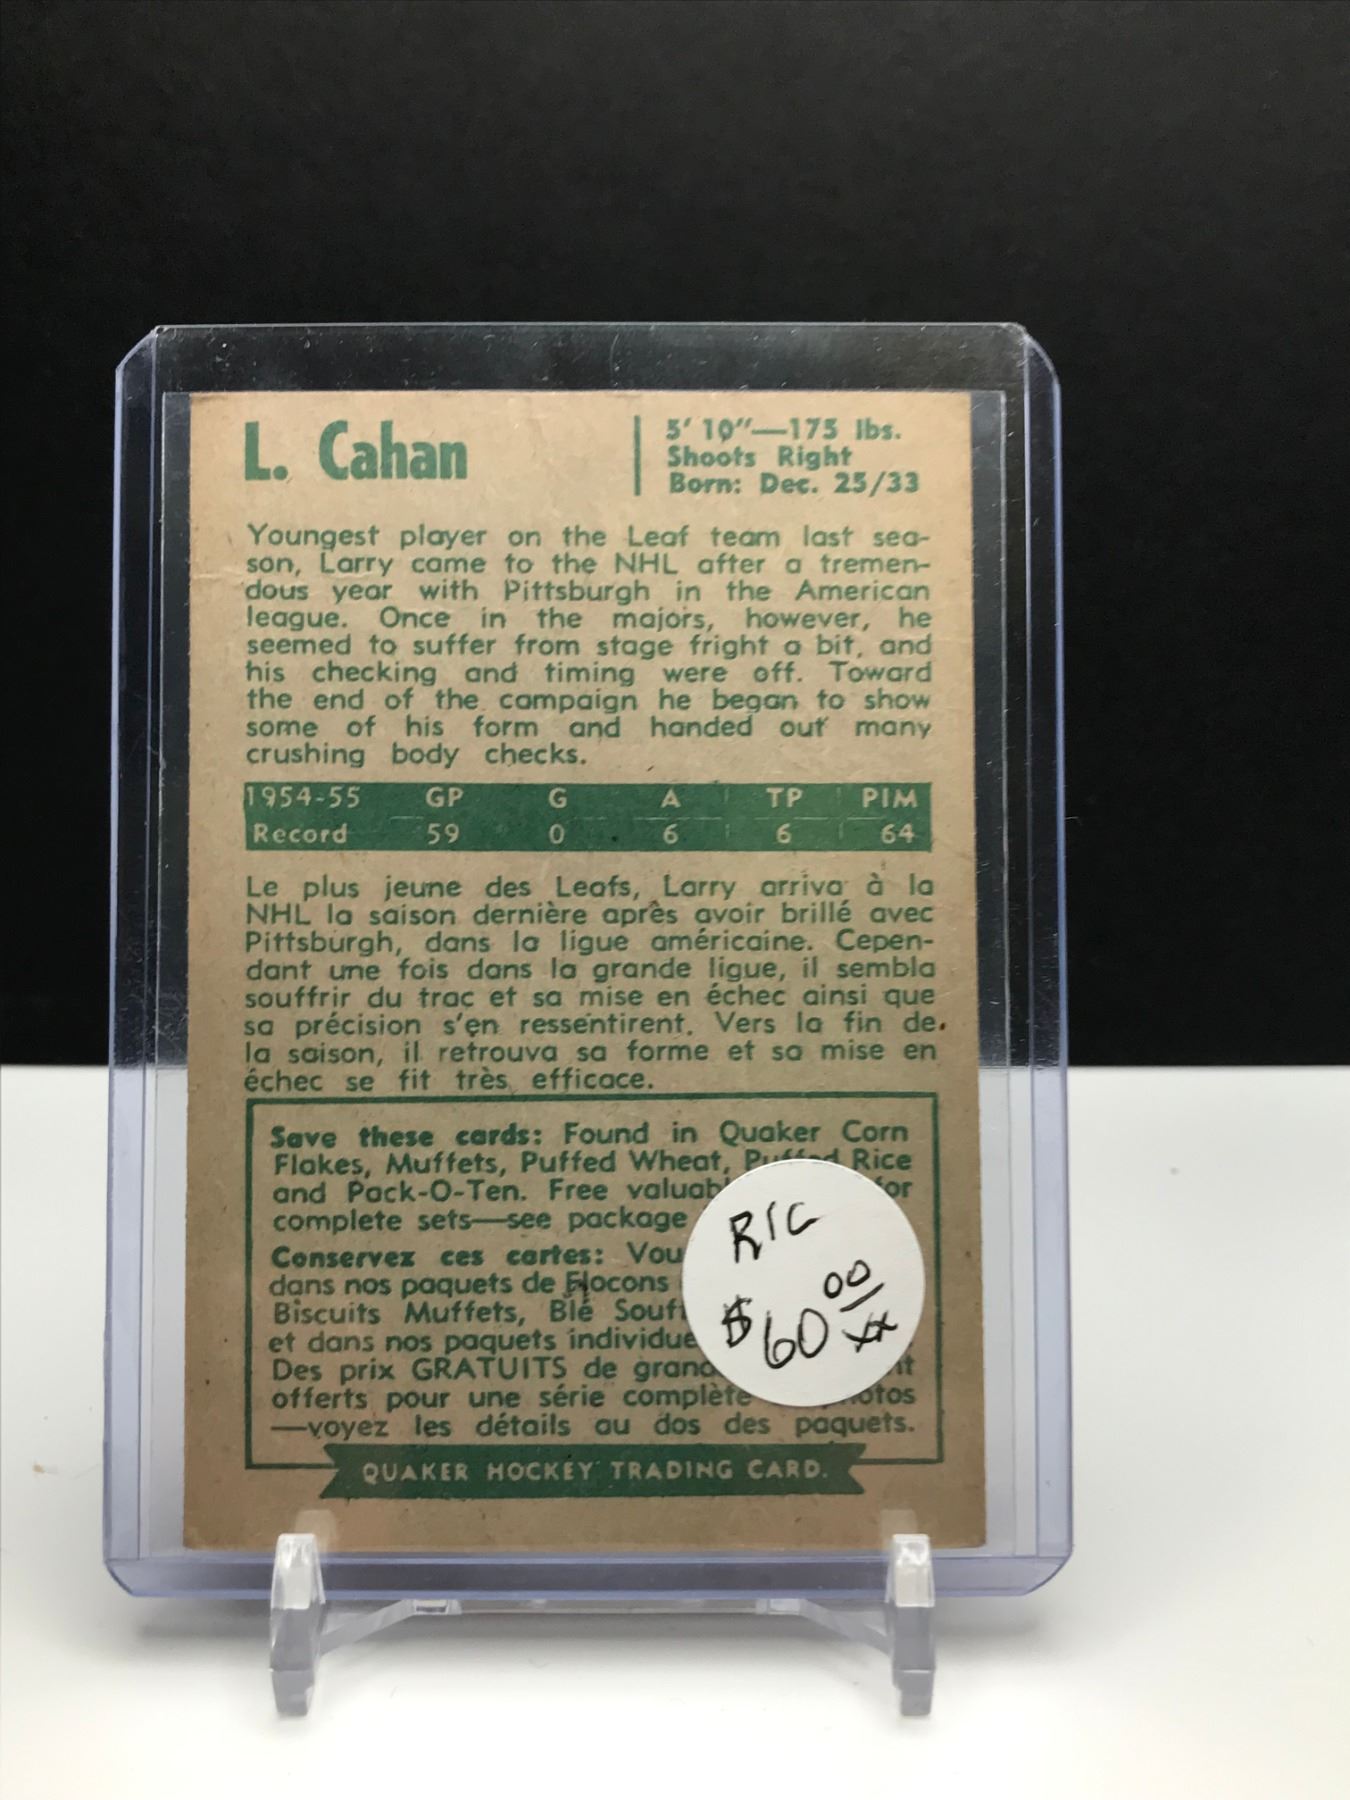 L. Cahan
5' 10"—175 lbs.
Shoots Right
Born: Dec. 25/33
Youngest player on the Leaf team last sea-
son, Larry came to the NHL after a tremen-
dous year with Pittsburgh in the American
league. Once in the majors, however, he
seemed to suffer from stage fright a bit, and
his checking and timing were off. Toward
the end of the campaign he began to show
some of his form and handed out many
crushing body checks.
1954-55 GP G A TP PIM
Record 59 0 6 6 64
Le plus jeune des Leafs, Larry arriva à la
NHL la saison dernière après avoir brillé avec
Pittsburgh, dans la ligue américaine. Cepen-
dant une fois dans la grande ligue, il sembla
souffrir du trac et sa mise en échec ainsi que
sa précision s'en ressentirent. Vers la fin de
la saison, il retrouva sa forme et sa mise en
échec se fit très efficace.
Save these cards: Found in Quaker Corn
Flakes, Muffets, Puffed Wheat, Puffed Rice
and Pack-O-Ten. Free for
complete sets—see package
Conservez ces cartes:
dans nos paquets de Flocons
Biscuits Muffets, Blé
et dans nos paquets
Des prix GRATUITS de
offerts pour une série complète
—voyez les détails au dos des paquets.
QUAKER HOCKEY TRADING CARD.
$60 00/xx